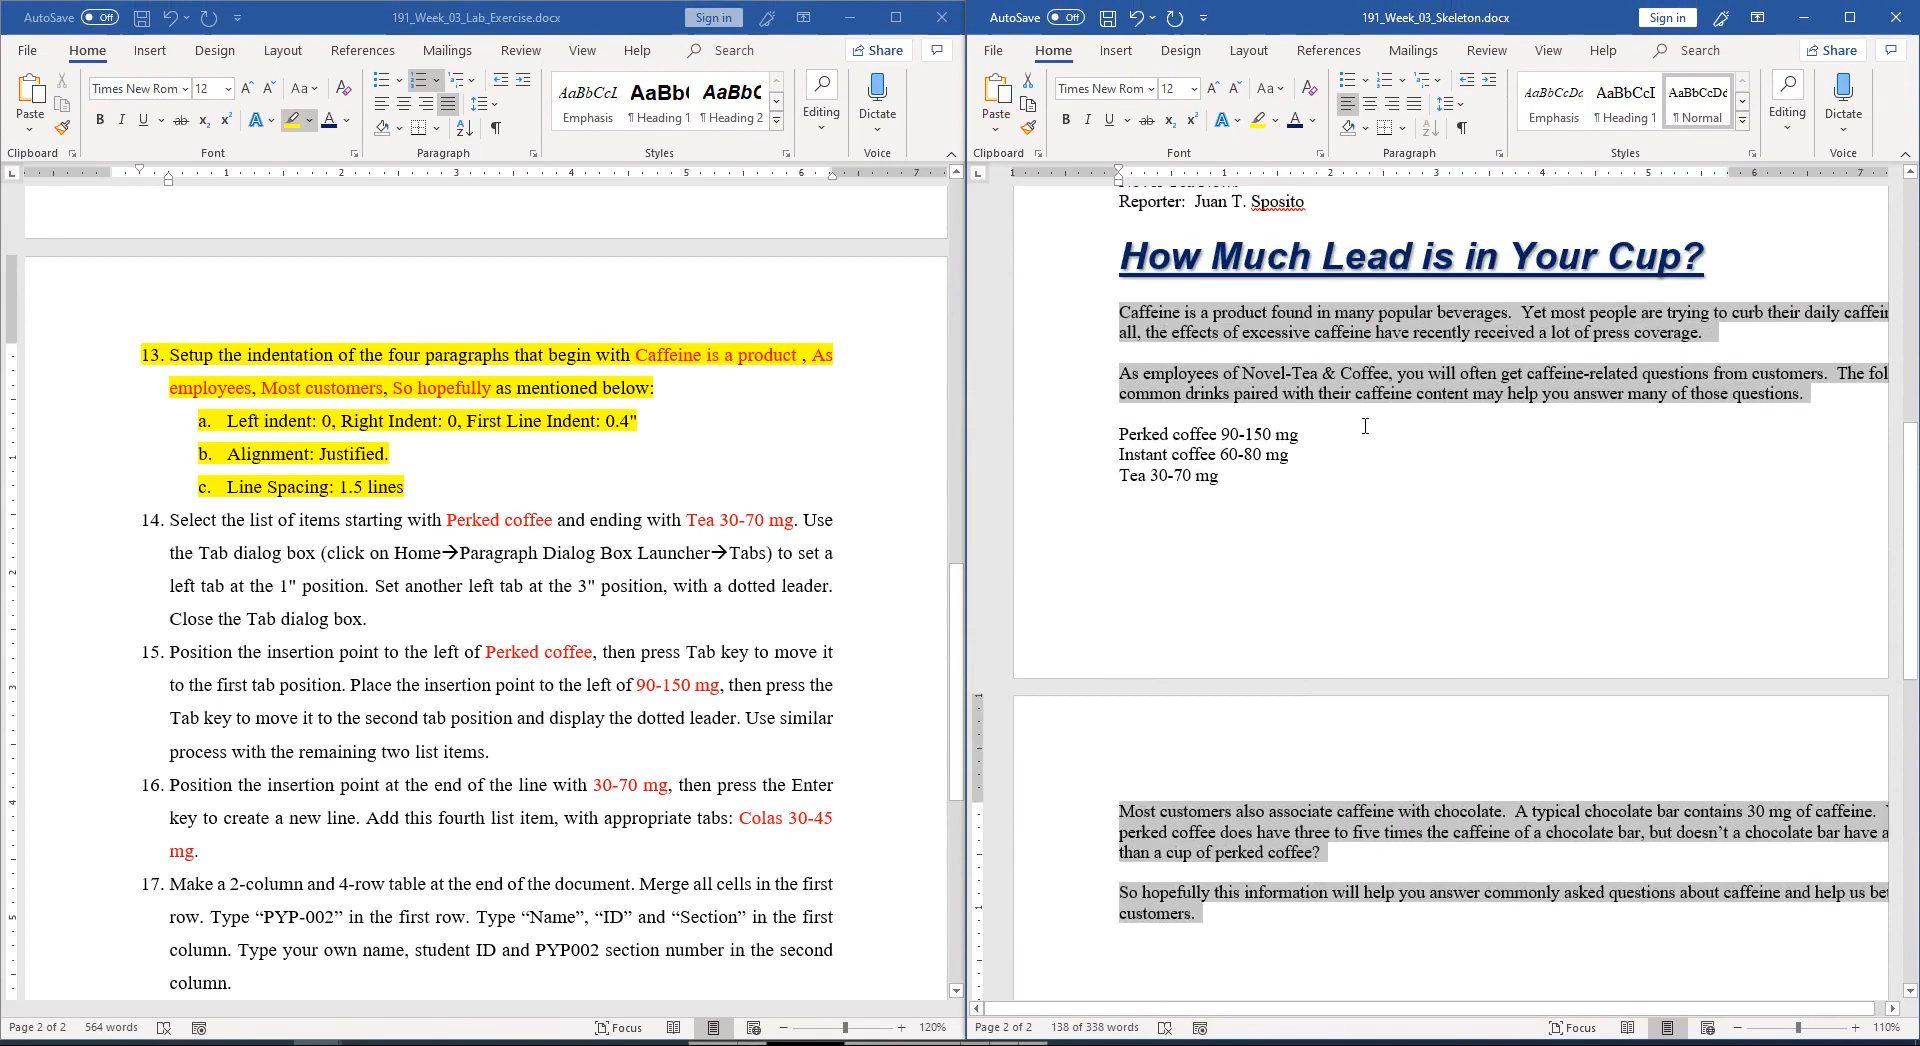 AutoSave Off 191_Week_03_Lab_Exercise.docx Sign in
File Home Insert Design Layout References Mailings Review View Help Search Share
Times New Rom 12 Aa
AaBbCcL AaBb( AaBbC
Paste B I U ab x₂ x² A A Emphasis ¶ Heading 1 ¶ Heading 2 Editing Dictate
Clipboard Font Paragraph Styles Voice
1 2 3 4 5 6 7
13. Setup the indentation of the four paragraphs that begin with Caffeine is a product , As
employees, Most customers, So hopefully as mentioned below:
a. Left indent: 0, Right Indent: 0, First Line Indent: 0.4"
b. Alignment: Justified.
c. Line Spacing: 1.5 lines
14. Select the list of items starting with Perked coffee and ending with Tea 30-70 mg. Use
the Tab dialog box (click on Home→Paragraph Dialog Box Launcher→Tabs) to set a
left tab at the 1" position. Set another left tab at the 3" position, with a dotted leader.
Close the Tab dialog box.
15. Position the insertion point to the left of Perked coffee, then press Tab key to move it
to the first tab position. Place the insertion point to the left of 90-150 mg, then press the
Tab key to move it to the second tab position and display the dotted leader. Use similar
process with the remaining two list items.
16. Position the insertion point at the end of the line with 30-70 mg, then press the Enter
key to create a new line. Add this fourth list item, with appropriate tabs: Colas 30-45
mg.
17. Make a 2-column and 4-row table at the end of the document. Merge all cells in the first
row. Type “PYP-002” in the first row. Type “Name”, “ID” and “Section” in the first
column. Type your own name, student ID and PYP002 section number in the second
column.
Page 2 of 2 564 words Focus 120%
AutoSave Off 191_Week_03_Skeleton.docx Sign in
File Home Insert Design Layout References Mailings Review View Help Search Share
Times New Rom 12 Aa
AaBbCcDc AaBbCcI AaBbCcDd
Paste B I U ab x₂ x² A A Emphasis ¶ Heading 1 ¶ Normal Editing Dictate
Clipboard Font Paragraph Styles Voice
1 1 2 3 4 5 6 7
Reporter: Juan T. Sposito
How Much Lead is in Your Cup?
Caffeine is a product found in many popular beverages. Yet most people are trying to curb their daily caffein
all, the effects of excessive caffeine have recently received a lot of press coverage.
As employees of Novel-Tea & Coffee, you will often get caffeine-related questions from customers. The fol
common drinks paired with their caffeine content may help you answer many of those questions.
Perked coffee 90-150 mg
Instant coffee 60-80 mg
Tea 30-70 mg
Most customers also associate caffeine with chocolate. A typical chocolate bar contains 30 mg of caffeine.
perked coffee does have three to five times the caffeine of a chocolate bar, but doesn’t a chocolate bar have a
than a cup of perked coffee?
So hopefully this information will help you answer commonly asked questions about caffeine and help us bet
customers.
Page 2 of 2 138 of 338 words Focus 110%